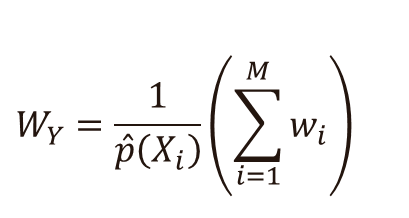 $W_Y = \frac{1}{\hat{p}(X_i)} \left( \sum_{i=1}^{M} w_i \right)$